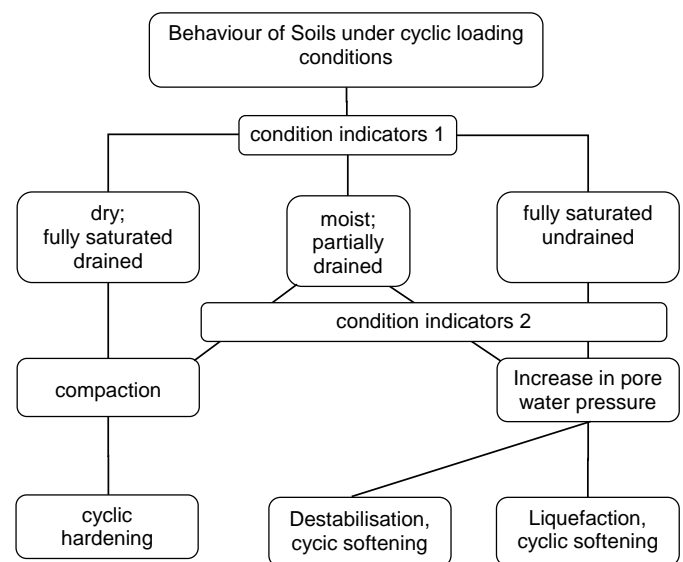 Behaviour of Soils under cyclic loading
conditions
condition indicators 1
dry;
fully saturated
drained
moist;
partially
drained
fully saturated
undrained
condition indicators 2
compaction
Increase in pore
water pressure
cyclic
hardening
Destabilisation,
cycic softening
Liquefaction,
cyclic softening